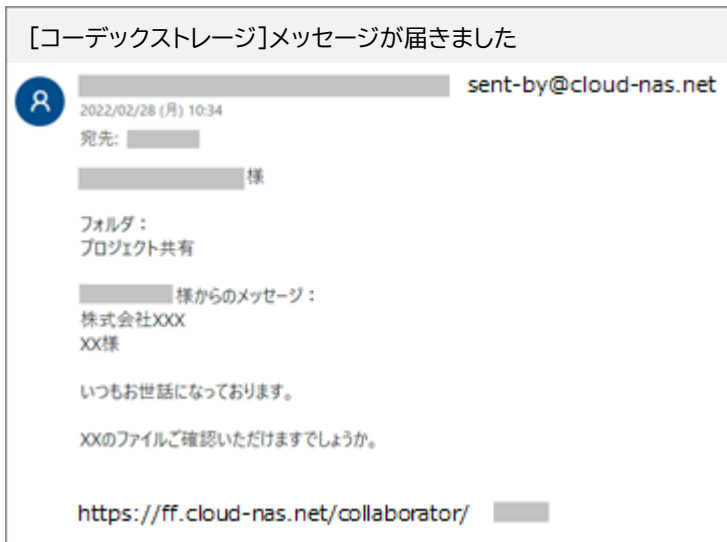 [コーデックストレージ]メッセージが届きました
sent-by@cloud-nas.net
2022/02/28 (月) 10:34
宛先:
様
フォルダ：
プロジェクト共有
様からのメッセージ：
株式会社XXX
XX様
いつもお世話になっております。
XXのファイルご確認いただけますでしょうか。
https://ff.cloud-nas.net/collaborator/